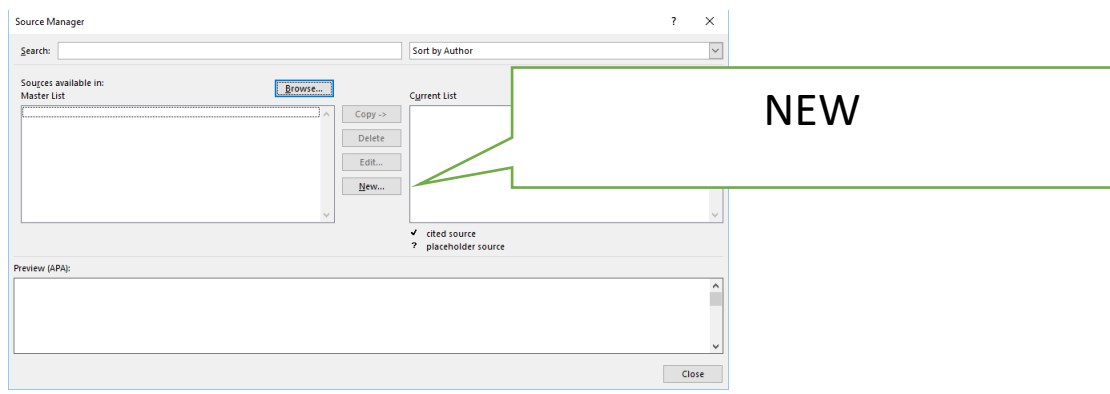 Source Manager ?
Search: Sort by Author
Sources available in:
Master List
Browse...
Current List
NEW
Copy ->
Delete
Edit...
New...
cited source
? placeholder source
Preview (APA):
Close